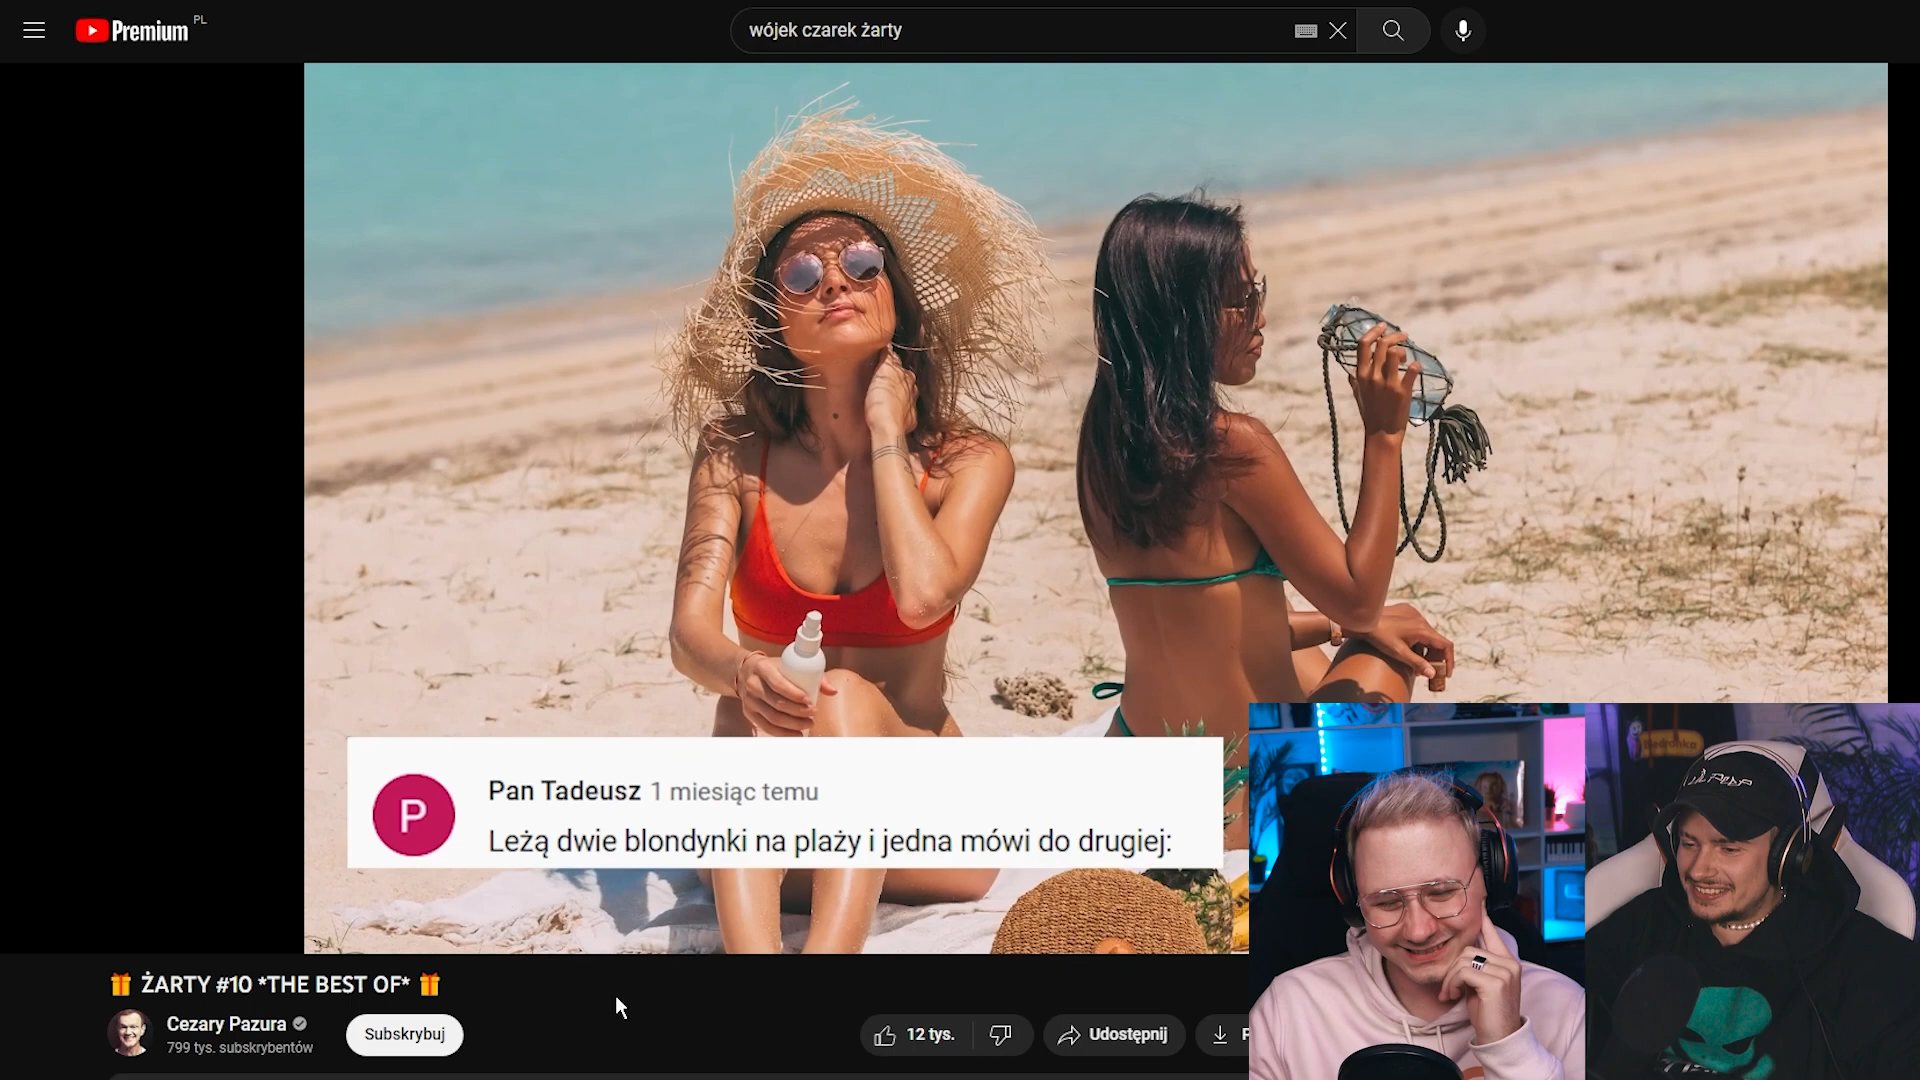 Premium PL
wójek czarek żarty
P
Pan Tadeusz 1 miesiąc temu
Leżą dwie blondynki na plaży i jedna mówi do drugiej:
Biedronka
ŻARTY #10 *THE BEST OF*
Cezary Pazura
799 tys. subskrybentów
Subskrybuj
12 tys.
Udostępnij
P